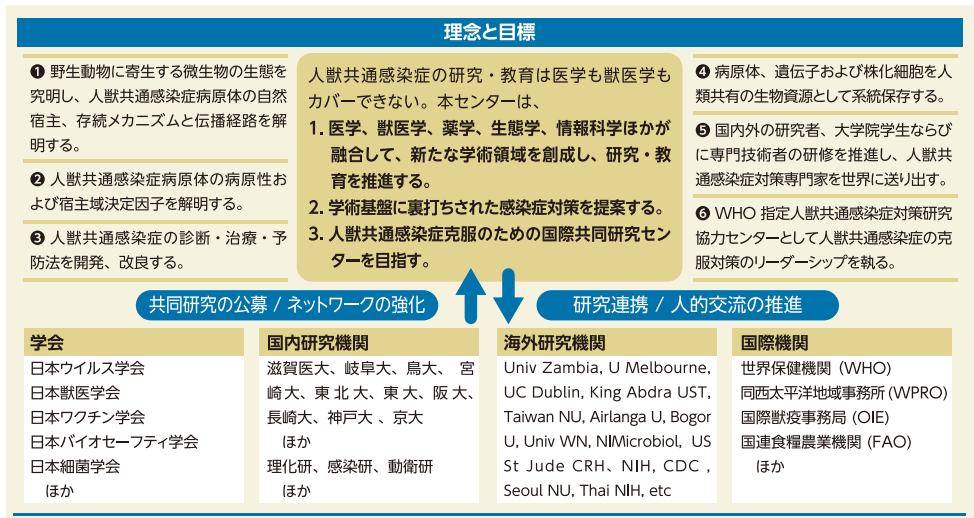 理念と目標
❶ 野生動物に寄生する微生物の生態を
究明し、人獣共通感染症病原体の自然
宿主、存続メカニズムと伝播経路を解
明する。
❷ 人獣共通感染症病原体の病原性お
よび宿主域決定因子を解明する。
❸ 人獣共通感染症の診断・治療・予
防法を開発、改良する。
人獣共通感染症の研究・教育は医学も獣医学も
カバーできない。本センターは、
1. 医学、獣医学、薬学、生態学、情報科学ほかが
融合して、新たな学術領域を創成し、研究・教
育を推進する。
2. 学術基盤に裏打ちされた感染症対策を提案する。
3. 人獣共通感染症克服のための国際共同研究セン
ターを目指す。
❹ 病原体、遺伝子および株化細胞を人
類共有の生物資源として系統保存する。
❺ 国内外の研究者、大学院学生ならび
に専門技術者の研修を推進し、人獣共
通感染症対策専門家を世界に送り出す。
❻ WHO 指定人獣共通感染症対策研究
協力センターとして人獣共通感染症の克
服対策のリーダーシップを執る。
共同研究の公募 / ネットワークの強化
研究連携 / 人的交流の推進
学会
日本ウイルス学会
日本獣医学会
日本ワクチン学会
日本バイオセーフティ学会
日本細菌学会
ほか
国内研究機関
滋賀医大、岐阜大、鳥大、 宮
崎大、東北大、東大、阪大、
長崎大、神戸大 、京大
ほか
理化研、感染研、動衛研
ほか
海外研究機関
Univ Zambia, U Melbourne,
UC Dublin, King Abdra UST,
Taiwan NU, Airlanga U, Bogor
U, Univ WN, NIMicrobiol, US
St Jude CRH、NIH, CDC ,
Seoul NU, Thai NIH, etc
国際機関
世界保健機関 (WHO)
同西太平洋地域事務所 (WPRO)
国際獣疫事務局 (OIE)
国連食糧農業機関 (FAO)
ほか